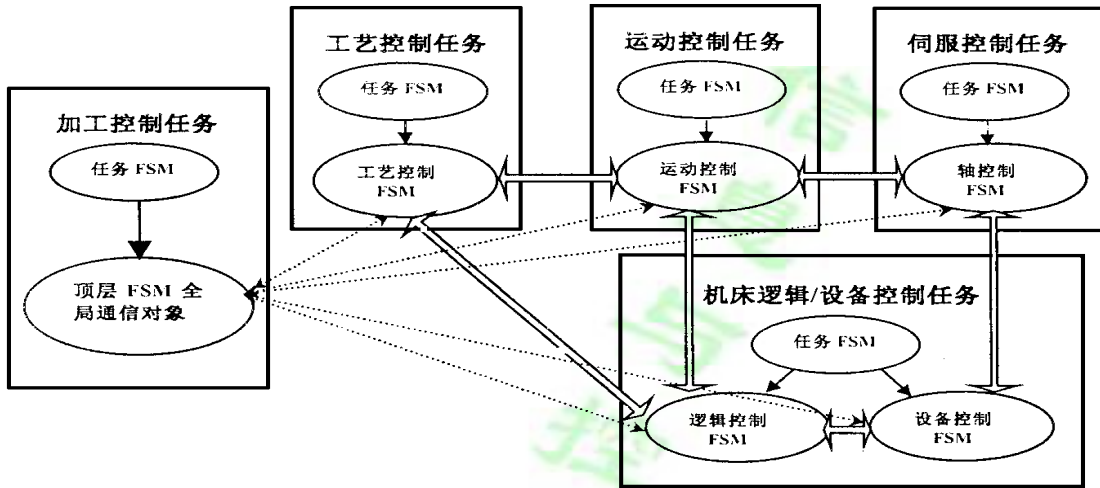 加工控制任务
任务 FSM
顶层 FSM 全
局通信对象
工艺控制任务
任务 FSM
工艺控制
FSM
运动控制任务
任务 FSM
运动控制
FSM
伺服控制任务
任务 FSM
轴控制
FSM
机床逻辑/设备控制任务
任务 FSM
逻辑控制
FSM
设备控制
FSM